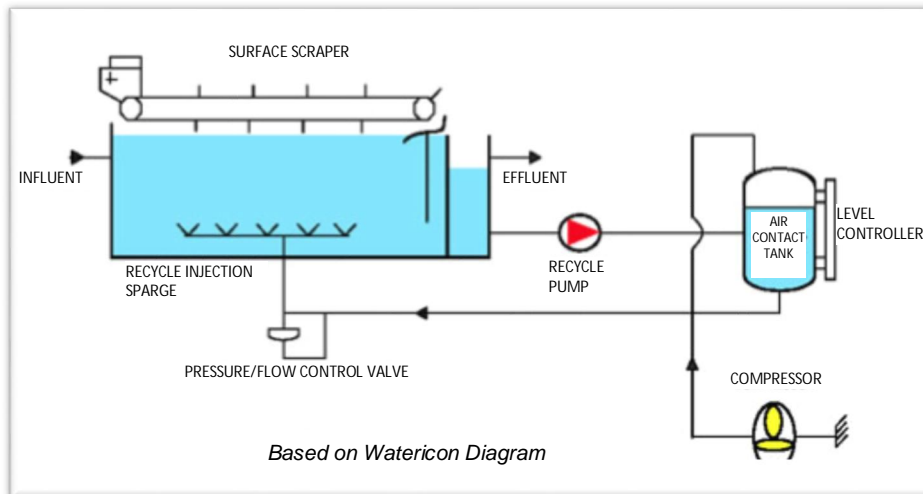 SURFACE SCRAPER
INFLUENT
EFFLUENT
AIR
CONTACT
TANK
LEVEL
CONTROLLER
RECYCLE INJECTION
SPARGE
RECYCLE
PUMP
PRESSURE/FLOW CONTROL VALVE
COMPRESSOR
Based on Watericon Diagram